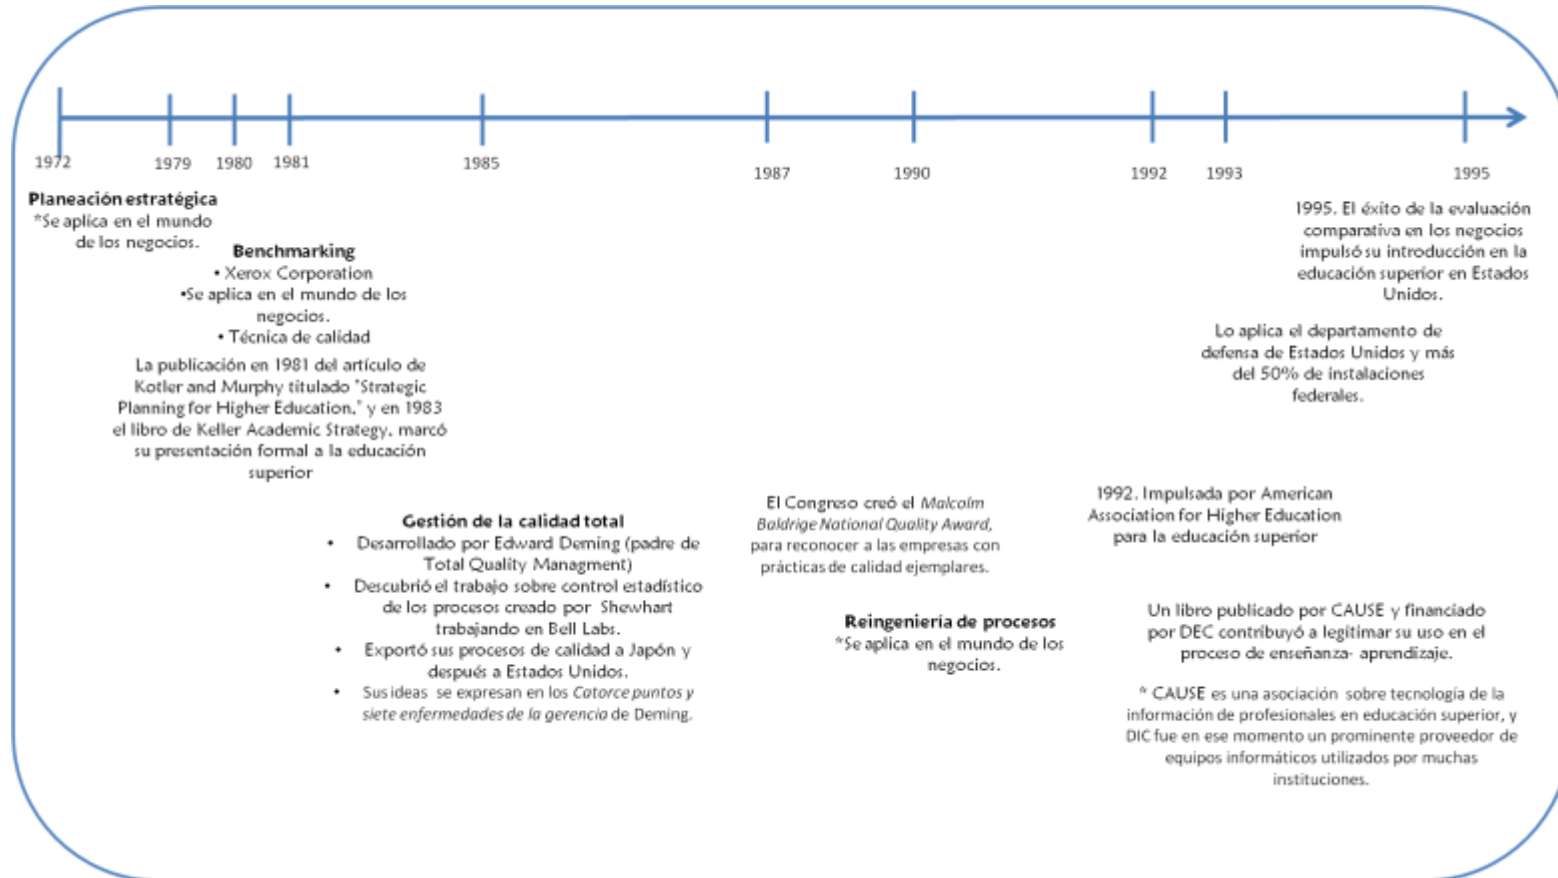 1972
1979
1980
1981
1985
1987
1990
1992
1993
1995
Planeación estratégica
*Se aplica en el mundo
de los negocios.
Benchmarking
• Xerox Corporation
•Se aplica en el mundo de los
negocios.
• Técnica de calidad
La publicación en 1981 del artículo de
Kotler and Murphy titulado "Strategic
Planning for Higher Education," y en 1983
el libro de Keller Academic Strategy, marcó
su presentación formal a la educación
superior
Gestión de la calidad total
• Desarrollado por Edward Deming (padre de
Total Quality Managment)
• Descubrió el trabajo sobre control estadístico
de los procesos creado por Shewhart
trabajando en Bell Labs.
• Exportó sus procesos de calidad a Japón y
después a Estados Unidos.
• Sus ideas se expresan en los Catorce puntos y
siete enfermedades de la gerencia de Deming.
El Congreso creó el Malcolm
Baldrige National Quality Award,
para reconocer a las empresas con
prácticas de calidad ejemplares.
Reingeniería de procesos
*Se aplica en el mundo de los
negocios.
1995. El éxito de la evaluación
comparativa en los negocios
impulsó su introducción en la
educación superior en Estados
Unidos.
Lo aplica el departamento de
defensa de Estados Unidos y más
del 50% de instalaciones
federales.
1992. Impulsada por American
Association for Higher Education
para la educación superior
Un libro publicado por CAUSE y financiado
por DEC contribuyó a legitimar su uso en el
proceso de enseñanza- aprendizaje.
* CAUSE es una asociación sobre tecnología de la
información de profesionales en educación superior, y
DIC fue en ese momento un prominente proveedor de
equipos informáticos utilizados por muchas
instituciones.